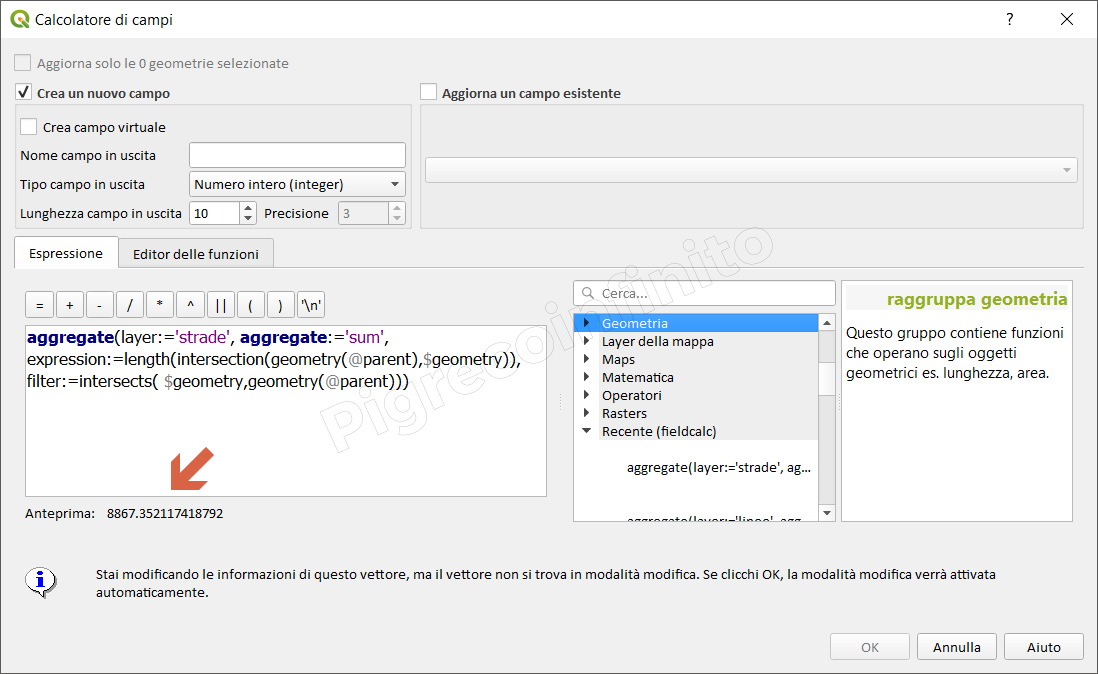 Calcolatore di campi
?
Aggiorna solo le 0 geometrie selezionate
Crea un nuovo campo
Aggiorna un campo esistente
Crea campo virtuale
Nome campo in uscita
Tipo campo in uscita Numero intero (integer)
Lunghezza campo in uscita 10 Precisione 3
Espressione Editor delle funzioni
= + - / * ^ || ( ) '\n'
aggregate(layer:='strade', aggregate:='sum',
expression:=length(intersection(geometry(@parent),$geometry)),
filter:=intersects( $geometry,geometry(@parent)))
Anteprima: 8867.352117418792
Cerca...
Geometria
Layer della mappa
Maps
Matematica
Operatori
Rasters
Recente (fieldcalc)
aggregate(layer:='strade', ag...
aggregate(layer:='linee', agg...
raggruppa geometria
Questo gruppo contiene funzioni
che operano sugli oggetti
geometrici es. lunghezza, area.
Pigrecoinfinito
Stai modificando le informazioni di questo vettore, ma il vettore non si trova in modalità modifica. Se clicchi OK, la modalità modifica verrà attivata
automaticamente.
OK Annulla Aiuto